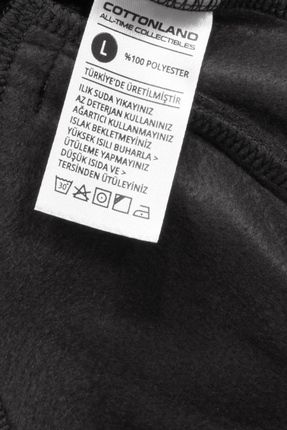 COTTONLAND
ALL-TIME COLLECTIBLES
L %100 POLYESTER
TÜRKİYE'DE ÜRETİLMİŞTİR
ILIK SUDA YIKAYINIZ
AZ DETERJAN KULLANINIZ
AĞARTICI KULLANMAYINIZ
ISLAK BEKLETMEYİNİZ
YÜKSEK ISILI BUHARLA >
ÜTÜLEME YAPMAYINIZ
DÜŞÜK ISIDA VE >
TERSİNDEN ÜTÜLEYİNİZ
30°